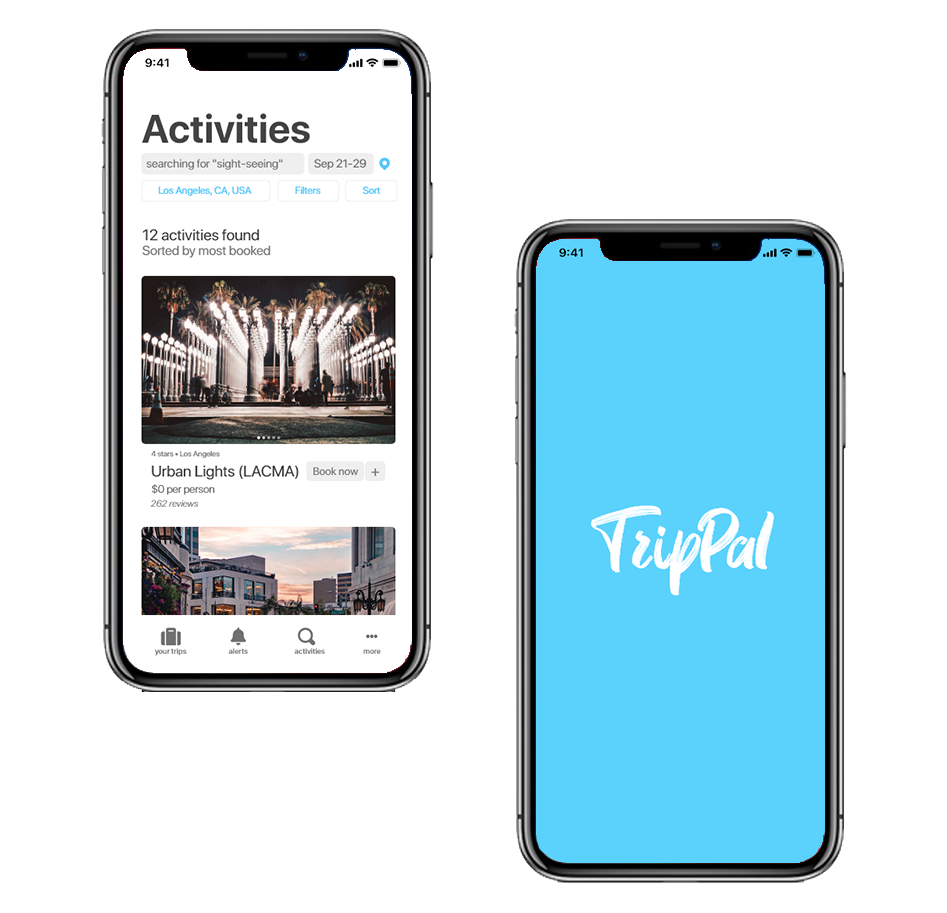 9:41
Activities
searching for "sight-seeing" Sep 21-29
Los Angeles, CA, USA Filters Sort
12 activities found
Sorted by most booked
4 stars • Los Angeles
Urban Lights (LACMA) Book now +
$0 per person
262 reviews
your trips alerts activities more
9:41
TripPal